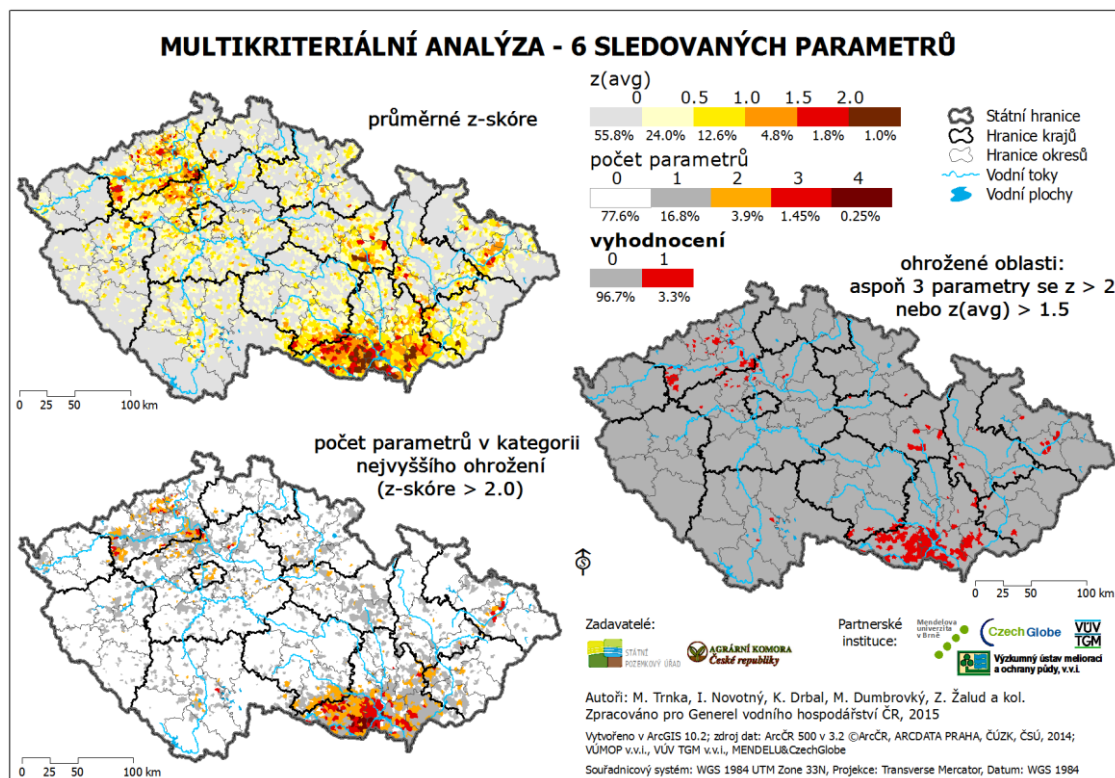 MULTIKRITERIÁLNÍ ANALÝZA - 6 SLEDOVANÝCH PARAMETRŮ
průměrné z-skóre
0 25 50 100 km
z(avg)
0 0.5 1.0 1.5 2.0
55.8% 24.0% 12.6% 4.8% 1.8% 1.0%
počet parametrů
0 1 2 3 4
77.6% 16.8% 3.9% 1.45% 0.25%
vyhodnocení
0 1
96.7% 3.3%
Státní hranice
Hranice krajů
Hranice okresů
Vodní toky
Vodní plochy
ohrožené oblasti:
aspoň 3 parametry se z > 2
nebo z(avg) > 1.5
0 25 50 100 km
počet parametrů v kategorii
nejvyššího ohrožení
(z-skóre > 2.0)
0 25 50 100 km
S
Zadavatelé:
STÁTNÍ
POZEMKOVÝ ÚŘAD
AGRÁRNÍ KOMORA
České republiky
Partnerské
instituce:
Mendelova
univerzita
v Brně
CzechGlobe
VÚV
TGM
Výzkumný ústav meliorací
a ochrany půdy, v.v.i.
Autoři: M. Trnka, I. Novotný, K. Drbal, M. Dumbrovký, Z. Žalud a kol.
Zpracováno pro Generel vodního hospodářství ČR, 2015
Vytvořeno v ArcGIS 10.2; zdroj dat: ArcČR 500 v 3.2 ©ArcČR, ARCDATA PRAHA, ČÚZK, ČSÚ, 2014;
VÚMOP v.v.i., VÚV TGM v.v.i., MENDELU&CzechGlobe
Souřadnicový systém: WGS 1984 UTM Zone 33N, Projekce: Transverse Mercator, Datum: WGS 1984